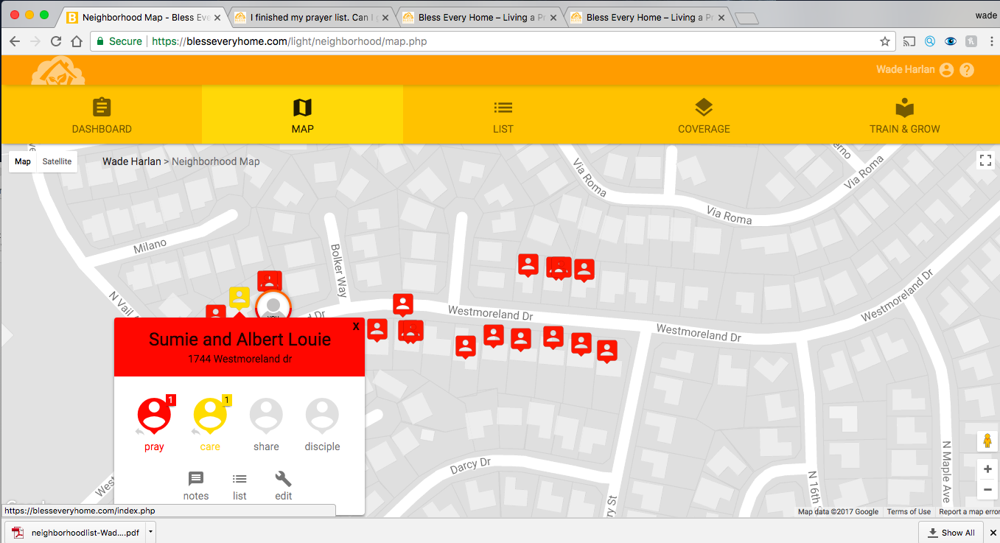 Neighborhood Map - Bless Eve
I finished my prayer list. Can I g
Bless Every Home – Living a Pr
Bless Every Home – Living a Pr
wade
Secure
https://blesseveryhome.com/light/neighborhood/map.php
Wade Harlan
DASHBOARD
MAP
LIST
COVERAGE
TRAIN & GROW
Map
Satellite
Wade Harlan > Neighborhood Map
Via Roma
Via Roma
Via Roma
Milano
Bolker Way
N Vail
Westmoreland Dr
Westmoreland Dr
Westmoreland Dr
Dr
X
Sumie and Albert Louie
1744 Westmoreland dr
1
1
pray
care
share
disciple
notes
list
edit
West
Darcy Dr
ry St
N 16th S
N Maple Ave
+
−
https://blesseveryhome.com/index.php
Map data ©2017 Google
Terms of Use
Report a map error
neighborhoodlist-Wad....pdf
Show All